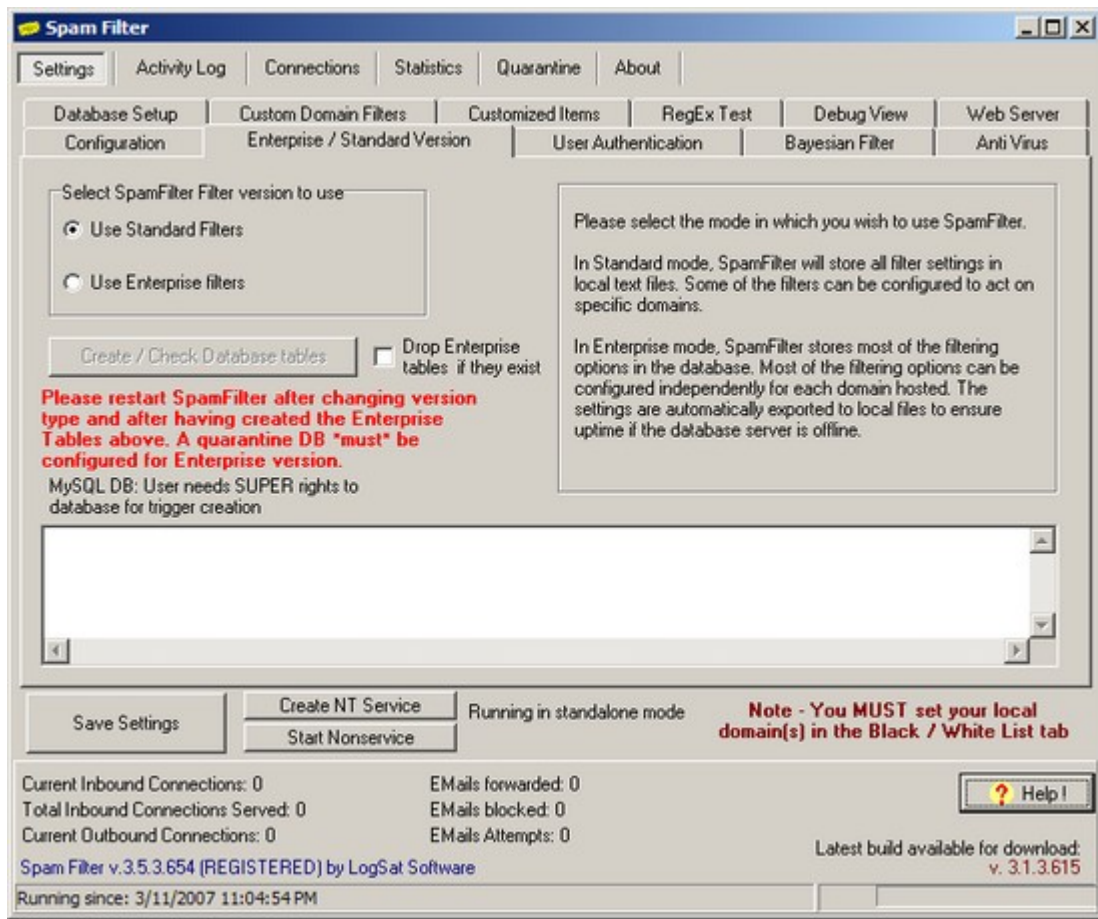 Spam Filter
Settings Activity Log Connections Statistics Quarantine About
Database Setup Custom Domain Filters Customized Items RegEx Test Debug View Web Server
Configuration Enterprise / Standard Version User Authentication Bayesian Filter Anti Virus
Select SpamFilter Filter version to use
Use Standard Filters
Use Enterprise filters
Create / Check Database tables
Drop Enterprise
tables if they exist
Please restart SpamFilter after changing version
type and after having created the Enterprise
Tables above. A quarantine DB *must* be
configured for Enterprise version.
MySQL DB: User needs SUPER rights to
database for trigger creation
Please select the mode in which you wish to use SpamFilter.
In Standard mode, SpamFilter will store all filter settings in
local text files. Some of the filters can be configured to act on
specific domains.
In Enterprise mode, SpamFilter stores most of the filtering
options in the database. Most of the filtering options can be
configured independently for each domain hosted. The
settings are automatically exported to local files to ensure
uptime if the database server is offline.
Save Settings
Create NT Service
Start Nonservice
Running in standalone mode
Note - You MUST set your local
domain(s) in the Black / White List tab
Current Inbound Connections: 0
Total Inbound Connections Served: 0
Current Outbound Connections: 0
EMails forwarded: 0
EMails blocked: 0
EMails Attempts: 0
? Help !
Latest build available for download:
v. 3.1.3.615
Spam Filter v.3.5.3.654 (REGISTERED) by LogSat Software
Running since: 3/11/2007 11:04:54 PM